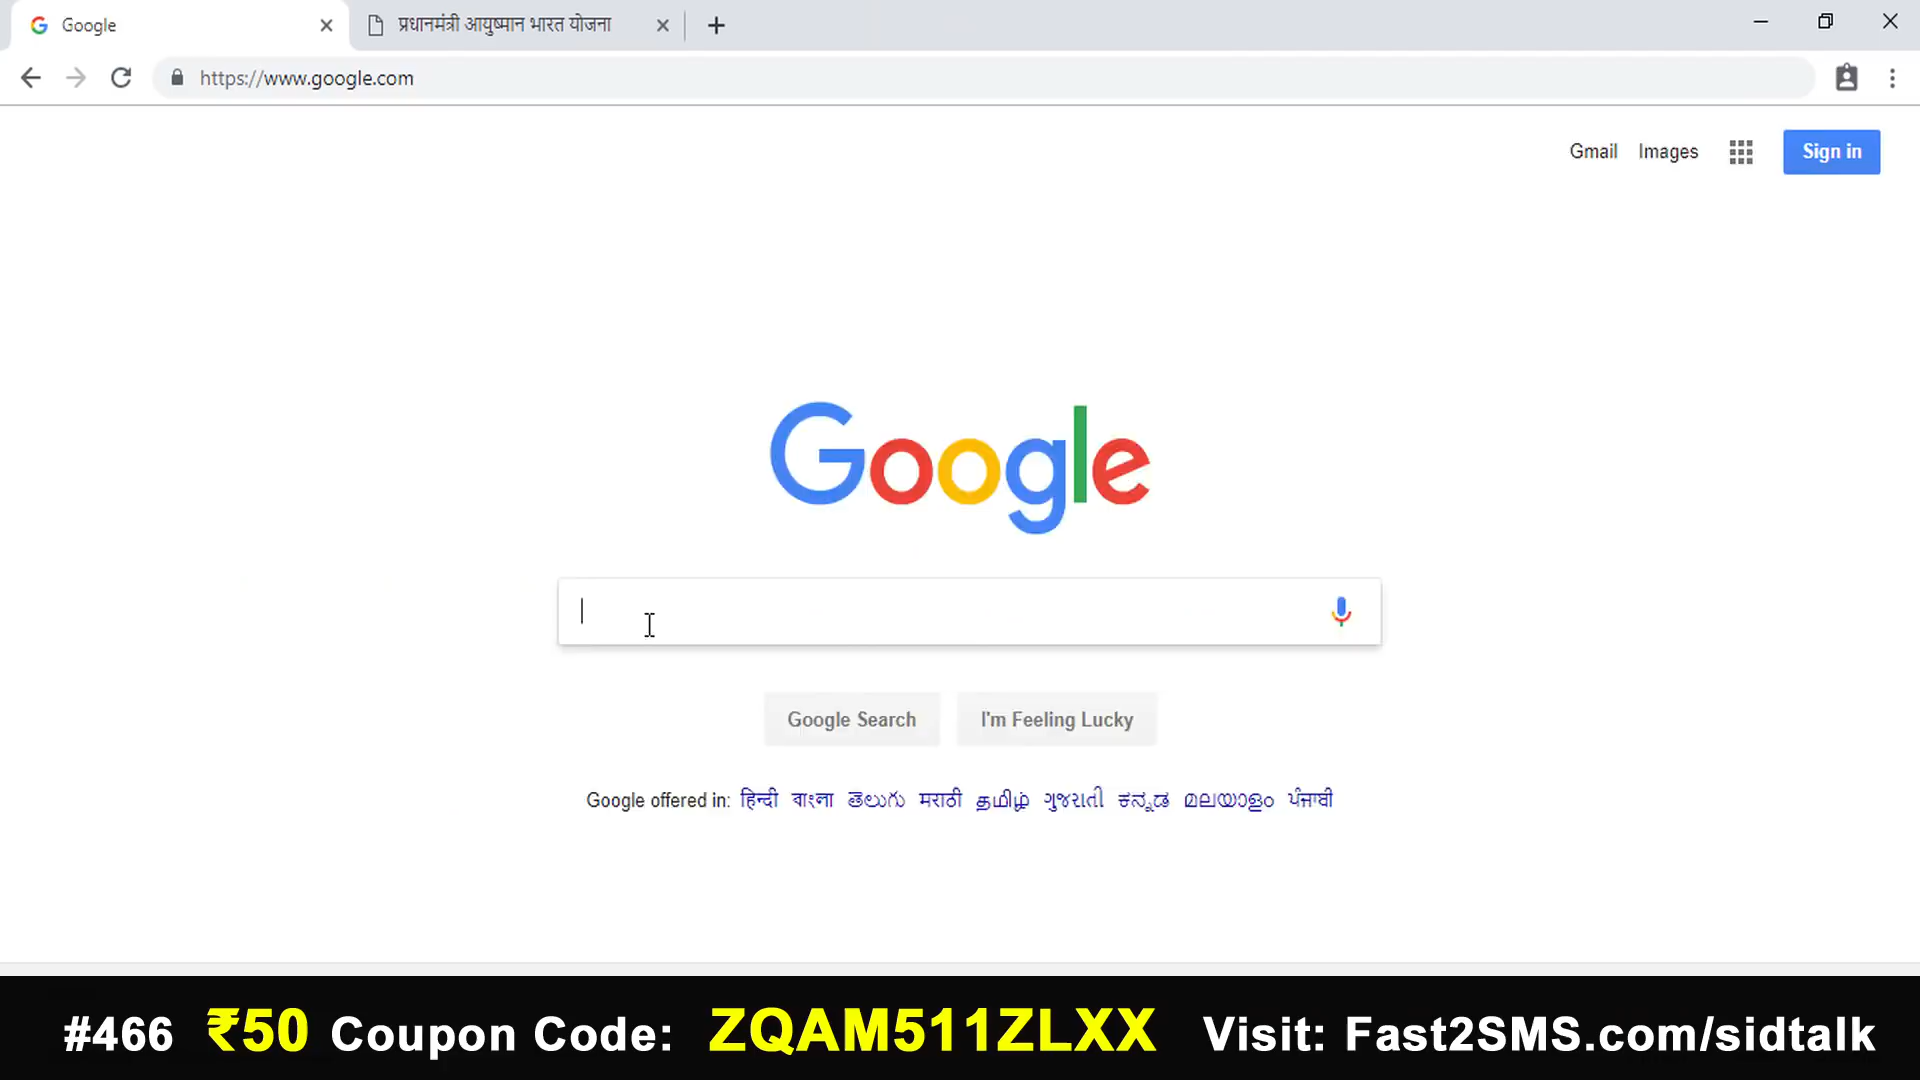 Google
प्रधानमंत्री आयुष्मान भारत योजना
https://www.google.com
Gmail Images Sign in
Google
Google Search I'm Feeling Lucky
Google offered in: हिन्दी বাংলা తెలుగు मराठी தமிழ் ગુજરાતી ಕನ್ನಡ മലയാളം ਪੰਜਾਬੀ
#466 ₹50 Coupon Code: ZQAM511ZLXX Visit: Fast2SMS.com/sidtalk